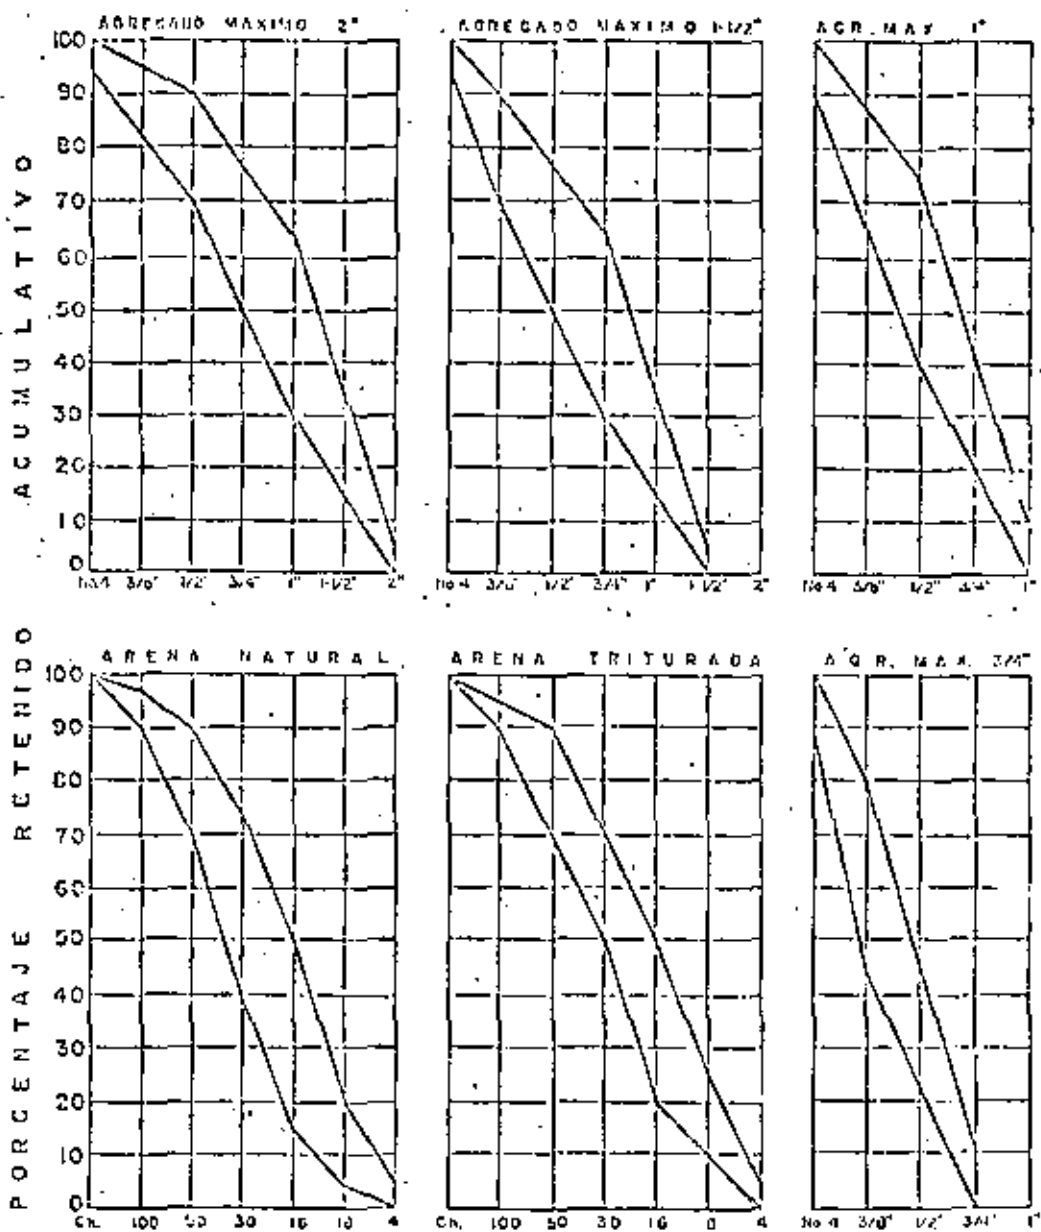 AGREGADO MAXIMO 2"
AGREGADO MAXIMO 1-1/2"
AGR. MAX 1"
100
90
80
70
60
50
40
30
20
10
0
No.4 3/8" 1/2" 3/4" 1" 1-1/2" 2"
No.4 3/8" 1/2" 3/4" 1" 1-1/2" 2"
No.4 3/8" 1/2" 3/4" 1"
PORCENTAJE RETENIDO ACUMULATIVO
ARENA NATURAL
ARENA TRITURADA
AGR. MAX. 3/4"
100
90
80
70
60
50
40
30
20
10
0
Ch. 100 50 30 16 4
Ch. 100 50 30 16 8 4
No.4 3/8" 1/2" 3/4" 1"